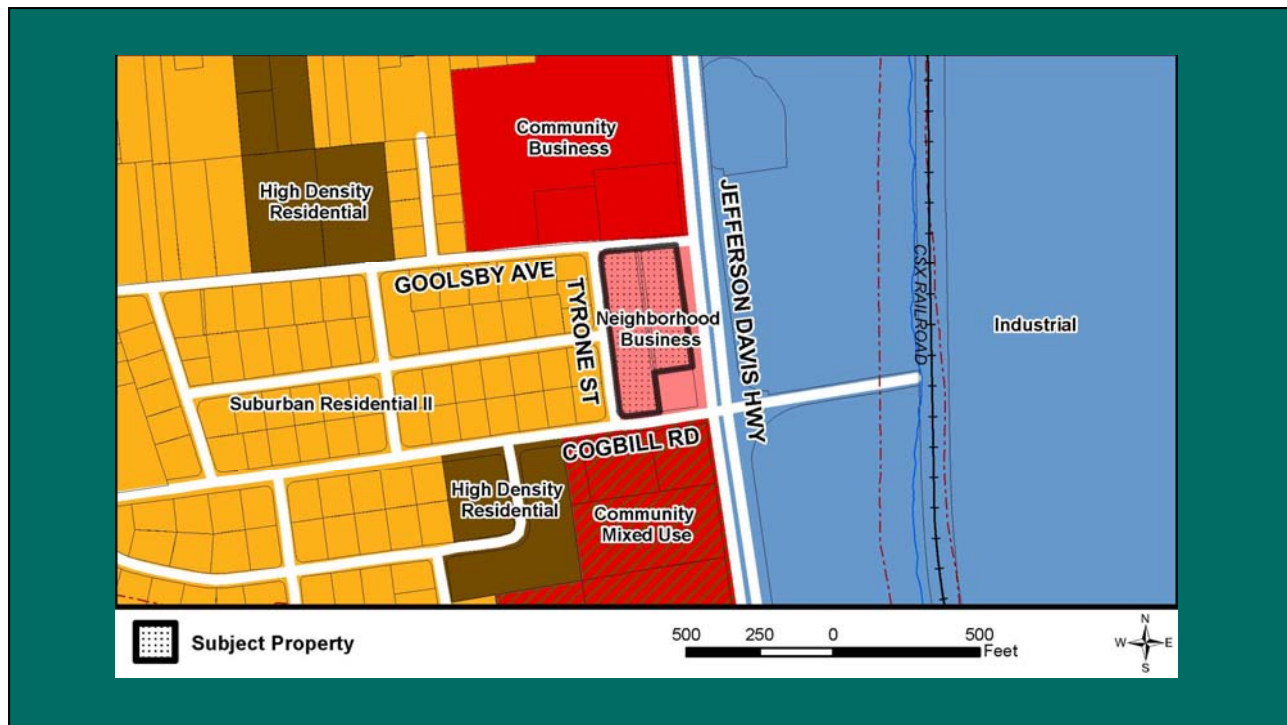 Community
Business
High Density
Residential
JEFFERSON DAVIS HWY
GOOLSBY AVE
TYRONE ST
Neighborhood
Business
CSX RAILROAD
Industrial
Suburban Residential II
COGBILL RD
High Density
Residential
Community
Mixed Use
Subject Property
500 250 0 500
Feet
N
W E
S